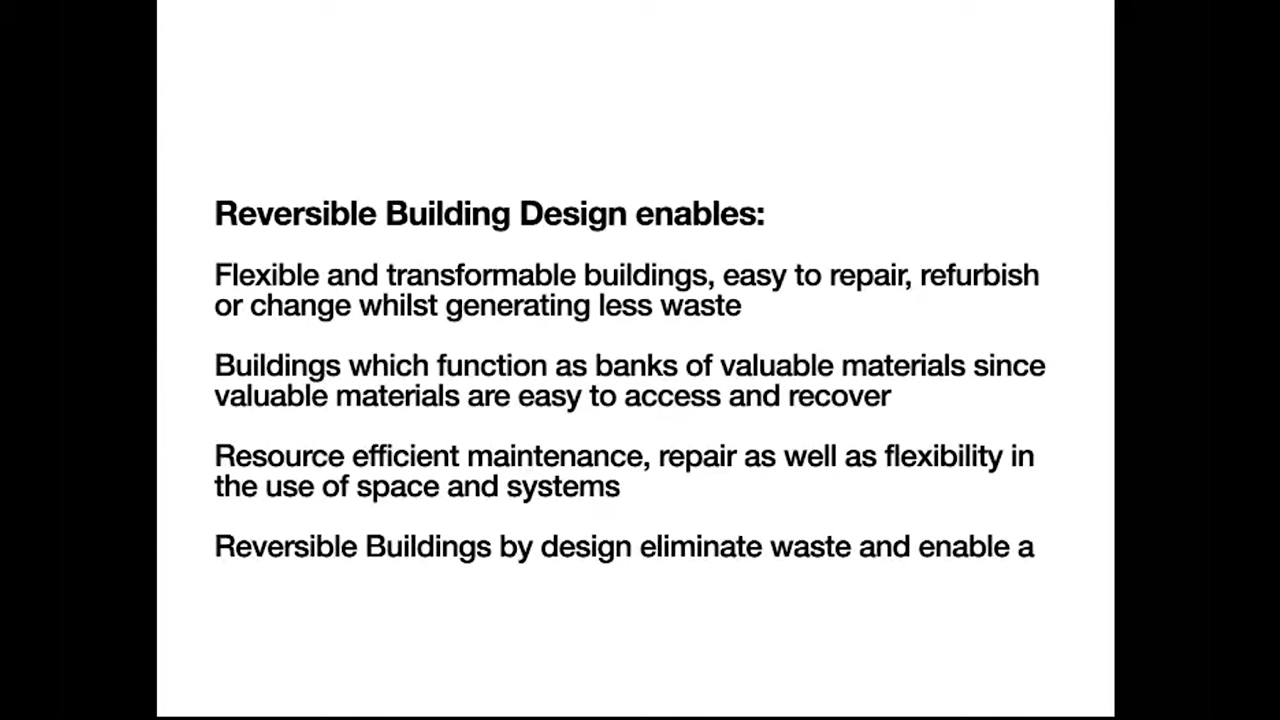 Reversible Building Design enables:
Flexible and transformable buildings, easy to repair, refurbish
or change whilst generating less waste
Buildings which function as banks of valuable materials since
valuable materials are easy to access and recover
Resource efficient maintenance, repair as well as flexibility in
the use of space and systems
Reversible Buildings by design eliminate waste and enable a